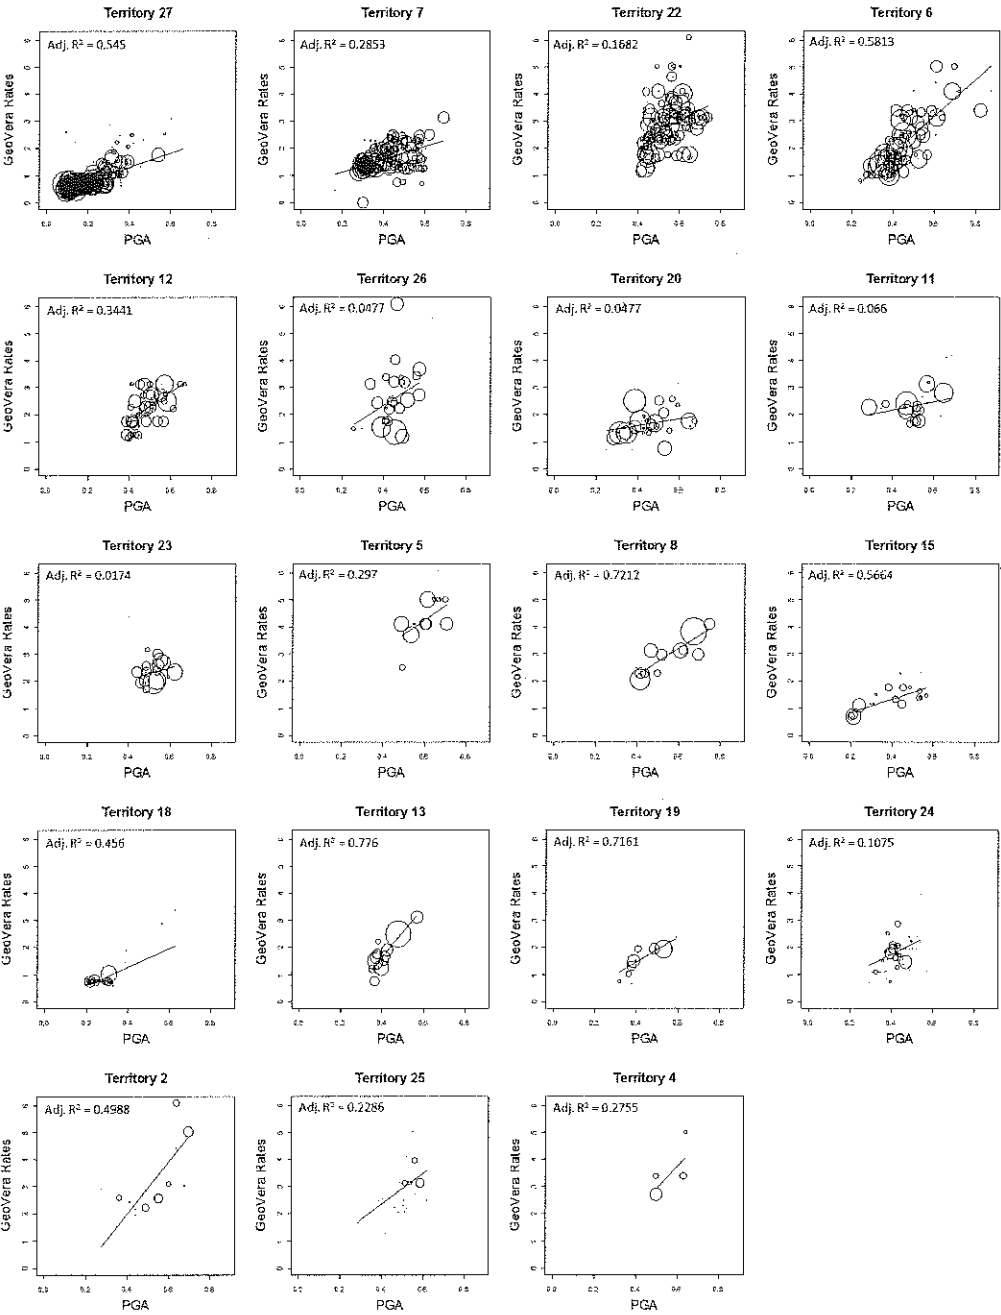 Territory 27
Territory 7
Territory 22
Territory 6
Adj. R² = 0.545
Adj. R² = 0.2853
Adj. R² = 0.1682
Adj. R² = 0.5813
GeoVera Rates
GeoVera Rates
GeoVera Rates
GeoVera Rates
PGA
PGA
PGA
PGA
Territory 12
Territory 26
Territory 20
Territory 11
Adj. R² = 0.3441
Adj. R² = 0.0477
Adj. R² = 0.0477
Adj. R² = 0.066
GeoVera Rates
GeoVera Rates
GeoVera Rates
GeoVera Rates
PGA
PGA
PGA
PGA
Territory 23
Territory 5
Territory 8
Territory 15
Adj. R² = 0.0174
Adj. R² = 0.297
Adj. R² = 0.7212
Adj. R² = 0.5664
GeoVera Rates
GeoVera Rates
GeoVera Rates
GeoVera Rates
PGA
PGA
PGA
PGA
Territory 18
Territory 13
Territory 19
Territory 24
Adj. R² = 0.456
Adj. R² = 0.776
Adj. R² = 0.7161
Adj. R² = 0.1075
GeoVera Rates
GeoVera Rates
GeoVera Rates
GeoVera Rates
PGA
PGA
PGA
PGA
Territory 2
Territory 25
Territory 4
Adj. R² = 0.4988
Adj. R² = 0.2286
Adj. R² = 0.2755
GeoVera Rates
GeoVera Rates
GeoVera Rates
PGA
PGA
PGA